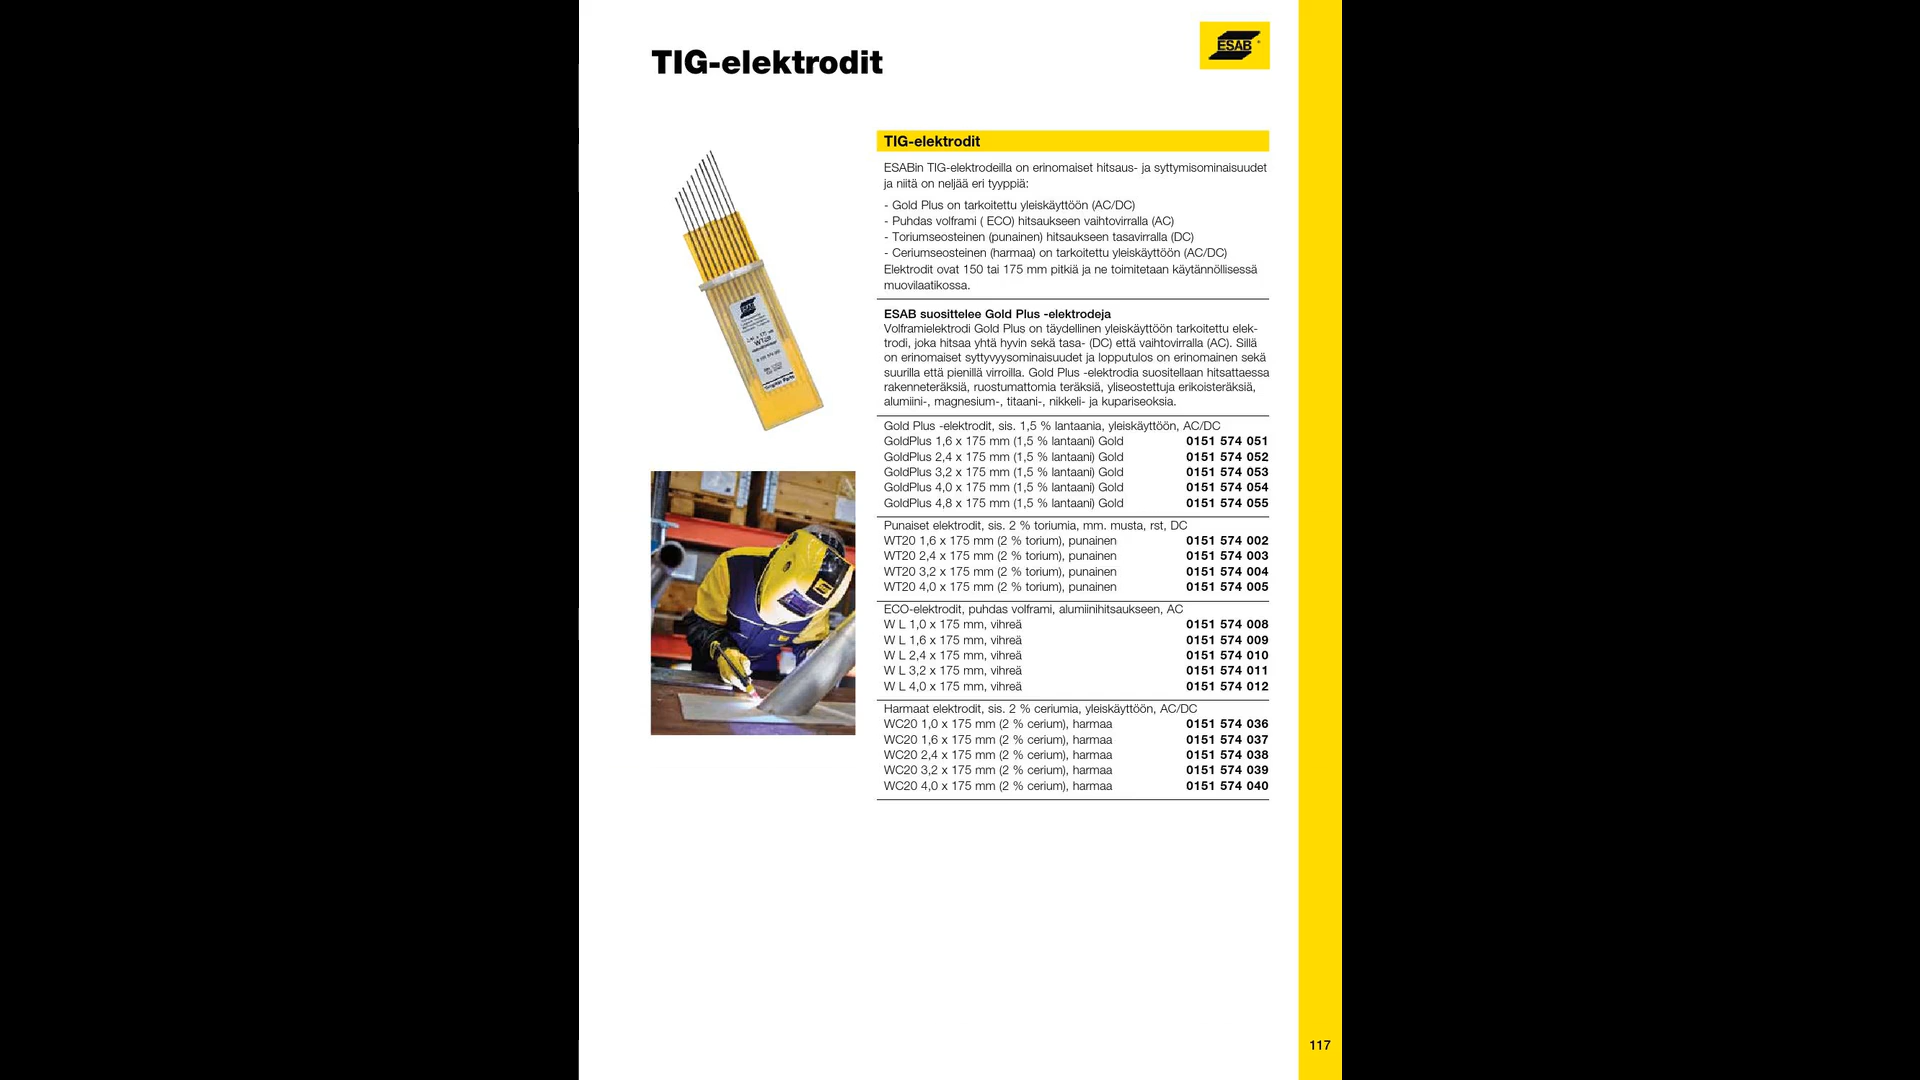 TIG-elektrodit
ESAB
TIG-elektrodit
ESABin TIG-elektrodeilla on erinomaiset hitsaus- ja syttymisominaisuudet
ja niitä on neljää eri tyyppiä:
- Gold Plus on tarkoitettu yleiskäyttöön (AC/DC)
- Puhdas volframi ( ECO) hitsaukseen vaihtovirralla (AC)
- Toriumseosteinen (punainen) hitsaukseen tasavirralla (DC)
- Ceriumseosteinen (harmaa) on tarkoitettu yleiskäyttöön (AC/DC)
Elektrodit ovat 150 tai 175 mm pitkiä ja ne toimitetaan käytännöllisessä
muovilaatikossa.
ESAB suosittelee Gold Plus -elektrodeja
Volframielektrodi Gold Plus on täydellinen yleiskäyttöön tarkoitettu elek-
trodi, joka hitsaa yhtä hyvin sekä tasa- (DC) että vaihtovirralla (AC). Sillä
on erinomaiset syttyvyysominaisuudet ja lopputulos on erinomainen sekä
suurilla että pienillä virroilla. Gold Plus -elektrodia suositellaan hitsattaessa
rakenneteräksiä, ruostumattomia teräksiä, yliseostettuja erikoisteräksiä,
alumiini-, magnesium-, titaani-, nikkeli- ja kupariseoksia.
Gold Plus -elektrodit, sis. 1,5 % lantaania, yleiskäyttöön, AC/DC
GoldPlus 1,6 x 175 mm (1,5 % lantaani) Gold 0151 574 051
GoldPlus 2,4 x 175 mm (1,5 % lantaani) Gold 0151 574 052
GoldPlus 3,2 x 175 mm (1,5 % lantaani) Gold 0151 574 053
GoldPlus 4,0 x 175 mm (1,5 % lantaani) Gold 0151 574 054
GoldPlus 4,8 x 175 mm (1,5 % lantaani) Gold 0151 574 055
Punaiset elektrodit, sis. 2 % toriumia, mm. musta, rst, DC
WT20 1,6 x 175 mm (2 % torium), punainen 0151 574 002
WT20 2,4 x 175 mm (2 % torium), punainen 0151 574 003
WT20 3,2 x 175 mm (2 % torium), punainen 0151 574 004
WT20 4,0 x 175 mm (2 % torium), punainen 0151 574 005
ECO-elektrodit, puhdas volframi, alumiinihitsaukseen, AC
W L 1,0 x 175 mm, vihreä 0151 574 008
W L 1,6 x 175 mm, vihreä 0151 574 009
W L 2,4 x 175 mm, vihreä 0151 574 010
W L 3,2 x 175 mm, vihreä 0151 574 011
W L 4,0 x 175 mm, vihreä 0151 574 012
Harmaat elektrodit, sis. 2 % ceriumia, yleiskäyttöön, AC/DC
WC20 1,0 x 175 mm (2 % cerium), harmaa 0151 574 036
WC20 1,6 x 175 mm (2 % cerium), harmaa 0151 574 037
WC20 2,4 x 175 mm (2 % cerium), harmaa 0151 574 038
WC20 3,2 x 175 mm (2 % cerium), harmaa 0151 574 039
WC20 4,0 x 175 mm (2 % cerium), harmaa 0151 574 040
117